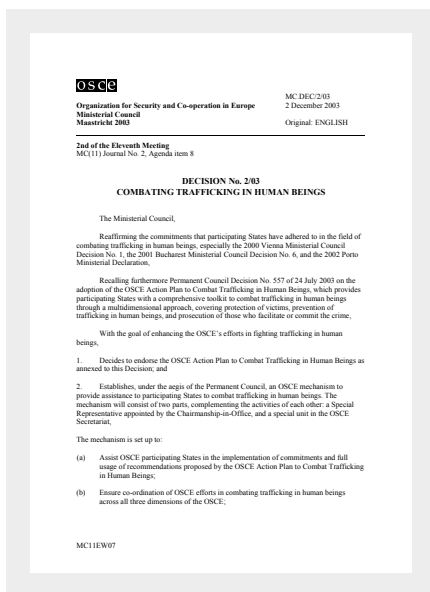 osce
MC.DEC/2/03
Organization for Security and Co-operation in Europe
2 December 2003
Ministerial Council
Maastricht 2003
Original: ENGLISH
2nd of the Eleventh Meeting
MC(11) Journal No. 2, Agenda item 8
DECISION No. 2/03
COMBATING TRAFFICKING IN HUMAN BEINGS
The Ministerial Council,
Reaffirming the commitments that participating States have adhered to in the field of
combating trafficking in human beings, especially the 2000 Vienna Ministerial Council
Decision No. 1, the 2001 Bucharest Ministerial Council Decision No. 6, and the 2002 Porto
Ministerial Declaration,
Recalling furthermore Permanent Council Decision No. 557 of 24 July 2003 on the
adoption of the OSCE Action Plan to Combat Trafficking in Human Beings, which provides
participating States with a comprehensive toolkit to combat trafficking in human beings
through a multidimensional approach, covering protection of victims, prevention of
trafficking in human beings, and prosecution of those who facilitate or commit the crime,
With the goal of enhancing the OSCE's efforts in fighting trafficking in human
beings,
1. Decides to endorse the OSCE Action Plan to Combat Trafficking in Human Beings as
annexed to this Decision; and
2. Establishes, under the aegis of the Permanent Council, an OSCE mechanism to
provide assistance to participating States to combat trafficking in human beings. The
mechanism will consist of two parts, complementing the activities of each other: a Special
Representative appointed by the Chairmanship-in-Office, and a special unit in the OSCE
Secretariat,
The mechanism is set up to:
(a) Assist OSCE participating States in the implementation of commitments and full
usage of recommendations proposed by the OSCE Action Plan to Combat Trafficking
in Human Beings;
(b) Ensure co-ordination of OSCE efforts in combating trafficking in human beings
across all three dimensions of the OSCE;
MC11EW07